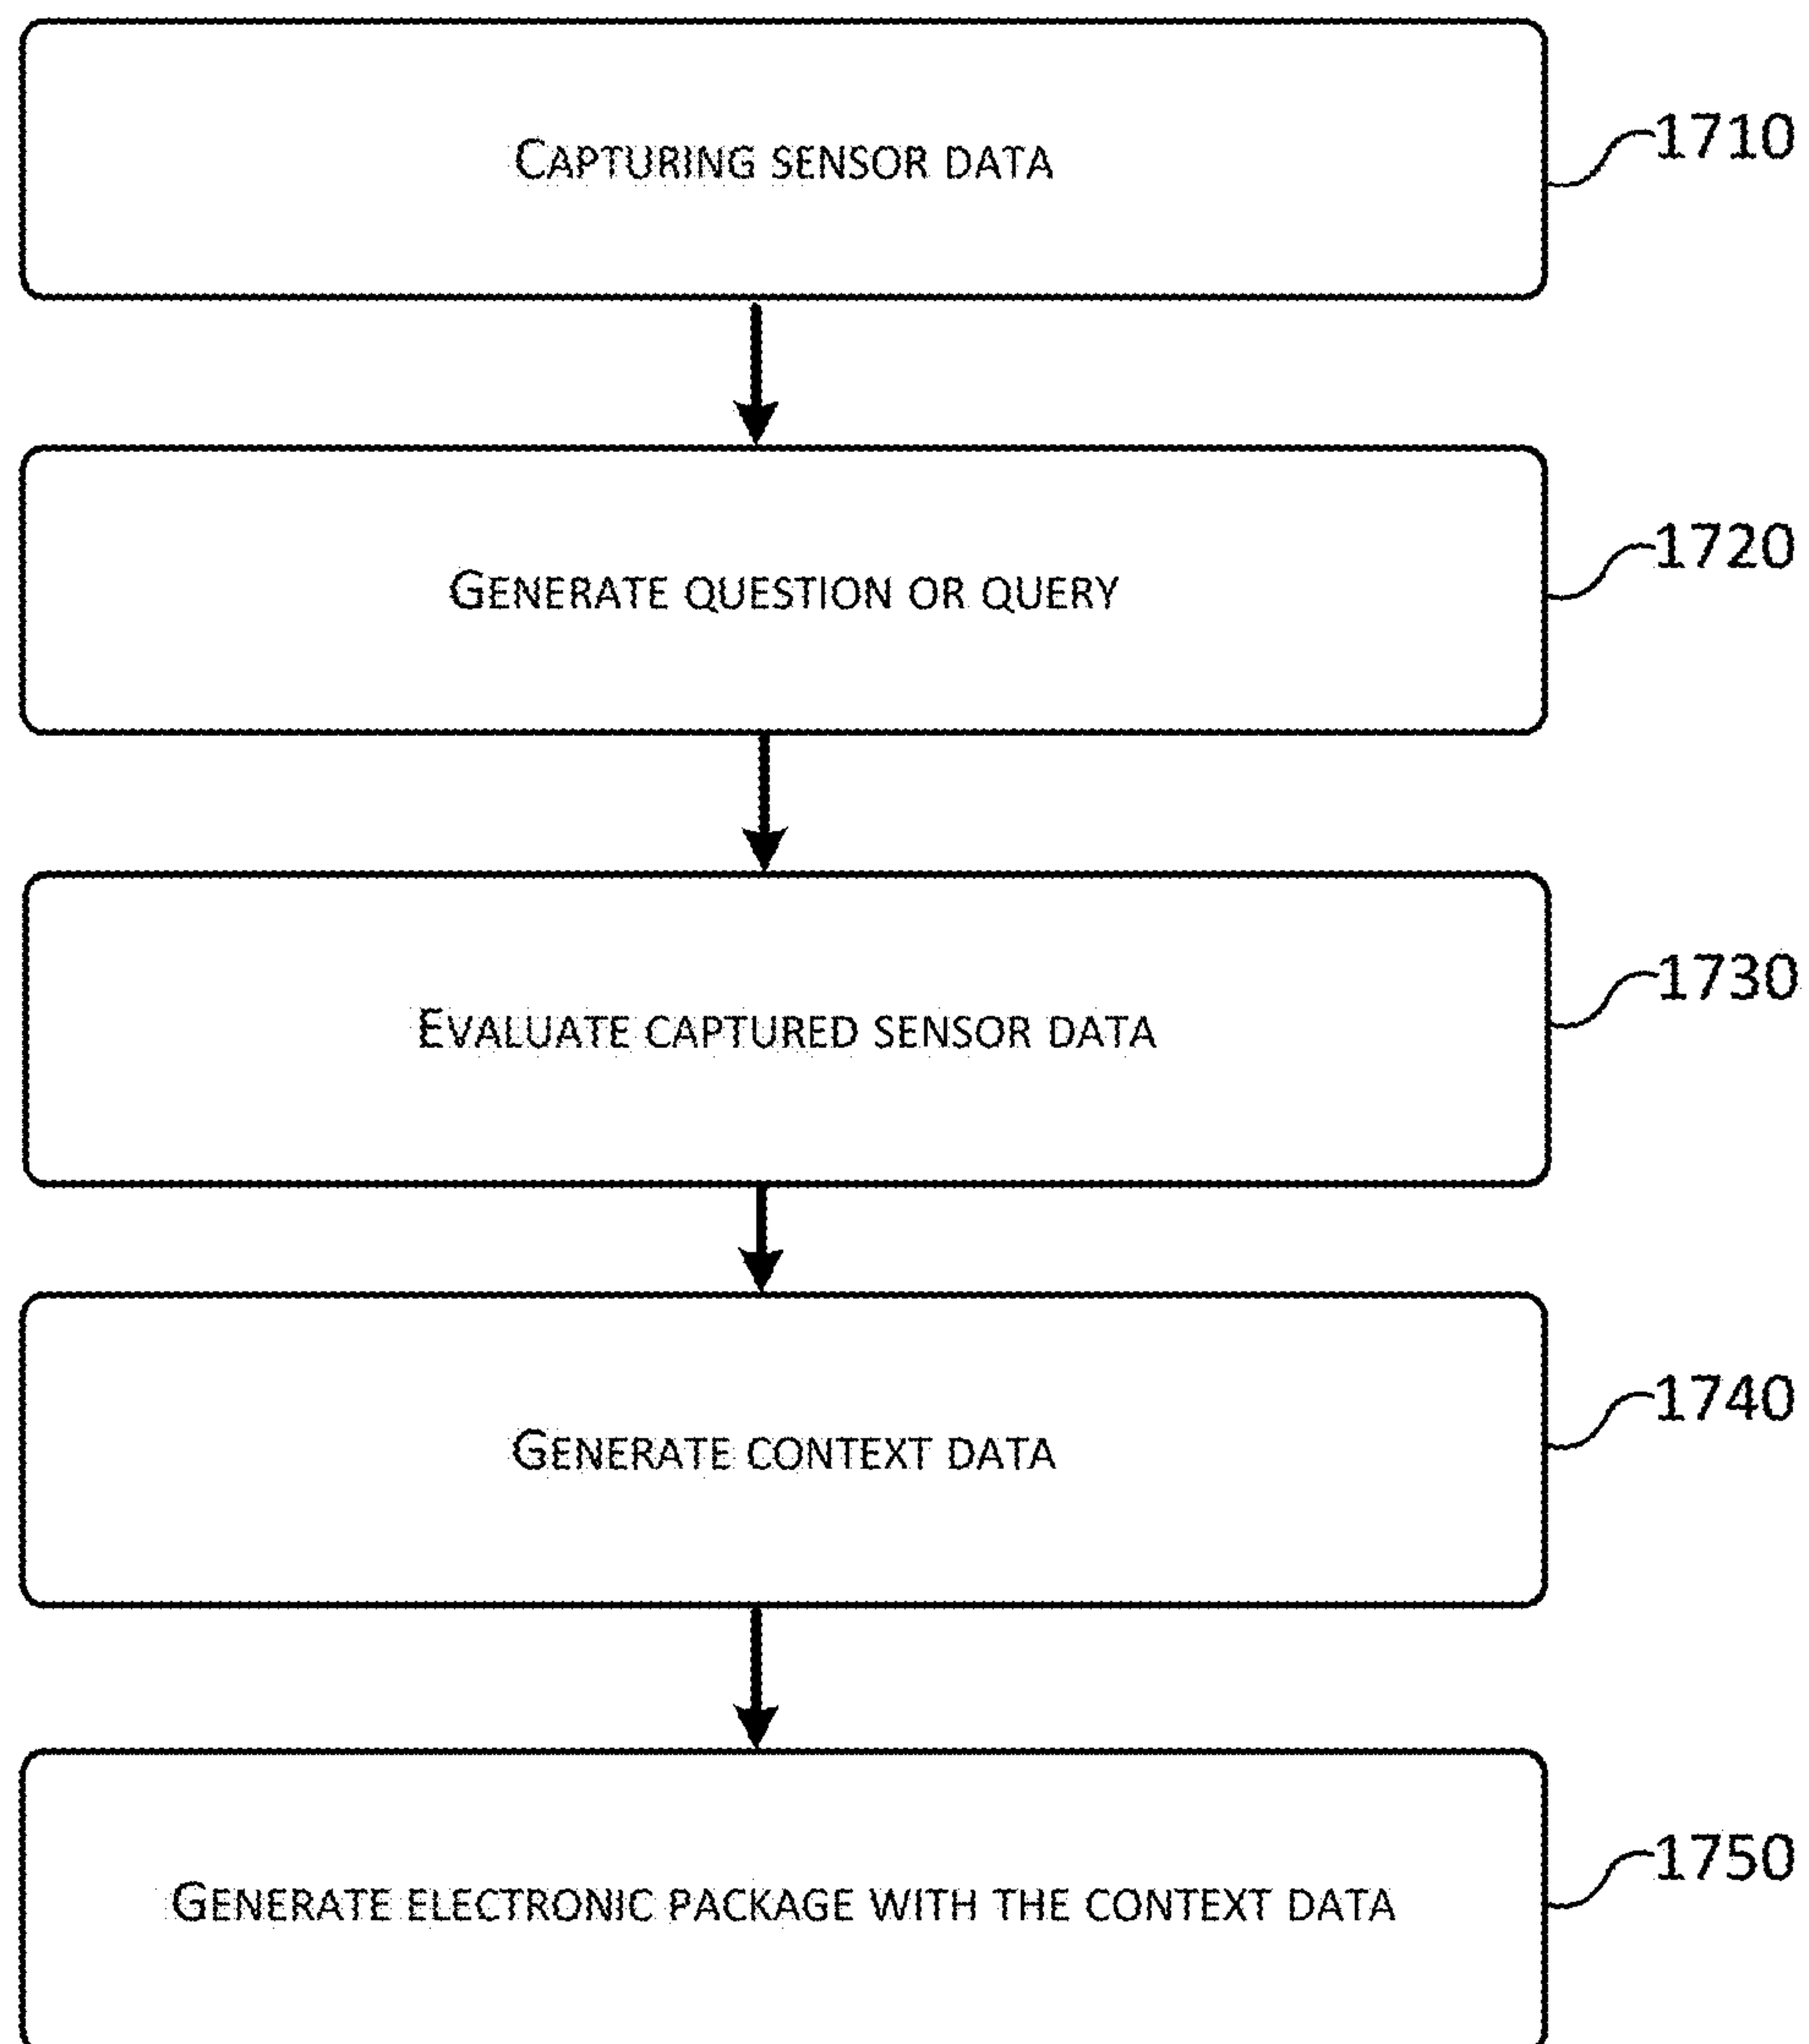 CAPTURING SENSOR DATA
1710
GENERATE QUESTION OR QUERY
1720
EVALUATE CAPTURED SENSOR DATA
1730
GENERATE CONTEXT DATA
1740
GENERATE ELECTRONIC PACKAGE WITH THE CONTEXT DATA
1750